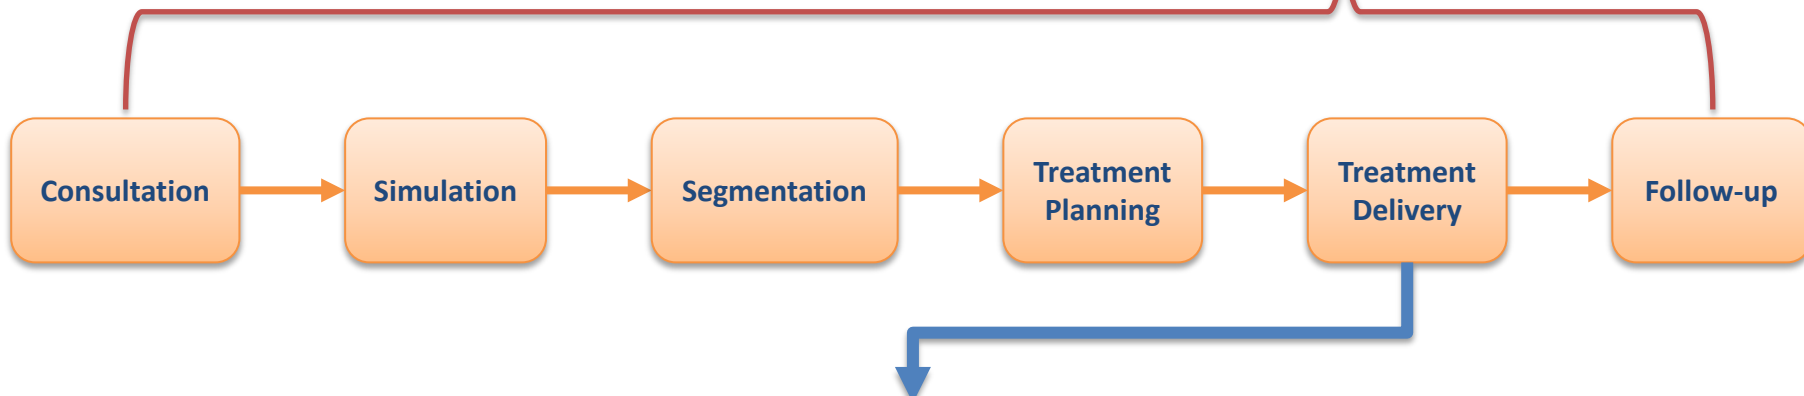 Consultation
Simulation
Segmentation
Treatment
Planning
Treatment
Delivery
Follow-up